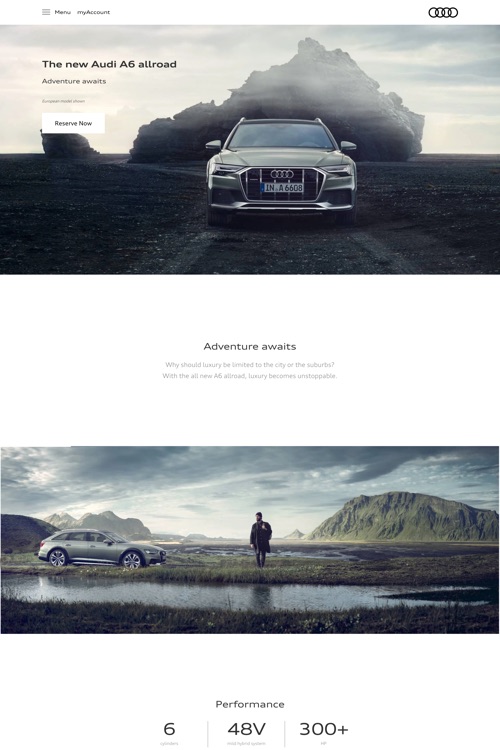 Menu myAccount
The new Audi A6 allroad
Adventure awaits
European model shown
Reserve Now
IN A 6608
Adventure awaits
Why should luxury be limited to the city or the suburbs?
With the all new A6 allroad, luxury becomes unstoppable.
Performance
6 48V 300+
cylinders mild hybrid system HP